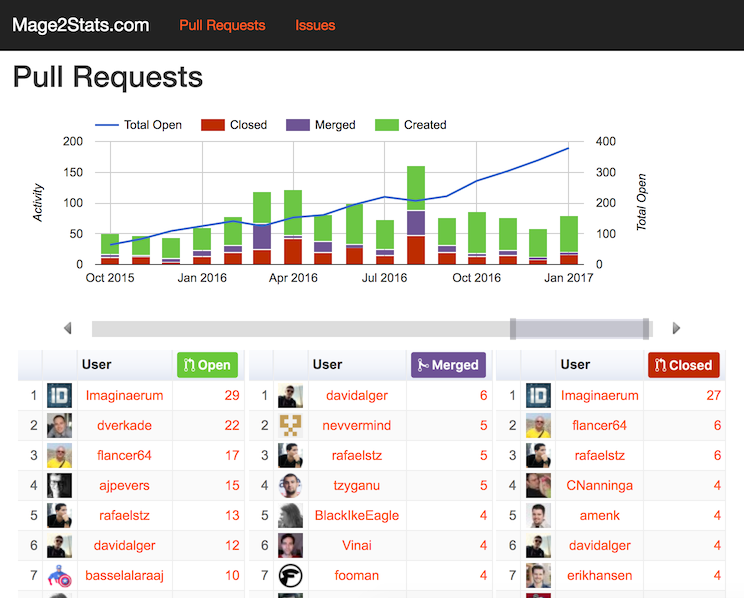 Mage2Stats.com Pull Requests Issues
Pull Requests
Total Open Closed Merged Created
200 400
150 300
100 200
50 100
0 0
Activity
Total Open
Oct 2015 Jan 2016 Apr 2016 Jul 2016 Oct 2016 Jan 2017
User Open User Merged User Closed
1 Imaginaerum 29 1 davidalger 6 1 Imaginaerum 27
2 dverkade 22 2 nevvermind 5 2 flancer64 6
3 flancer64 17 3 rafaelstz 5 3 rafaelstz 6
4 ajpevers 15 4 tzyganu 5 4 CNanninga 4
5 rafaelstz 13 5 BlackIkeEagle 4 5 amenk 4
6 davidalger 12 6 Vinai 4 6 davidalger 4
7 basselalaraaj 10 7 fooman 4 7 erikhansen 4